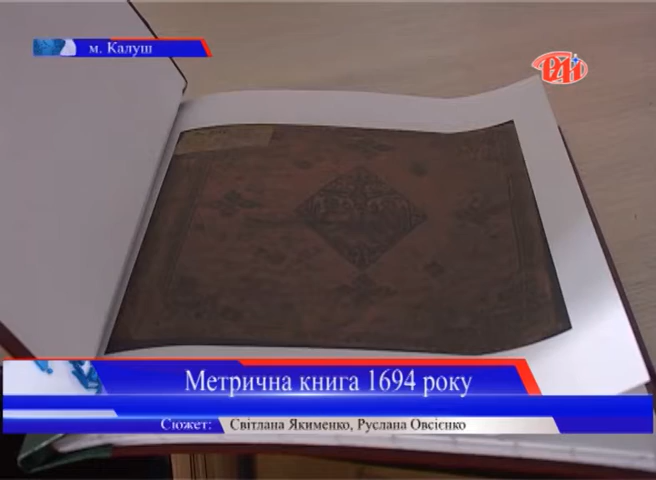 м. Калуш
Метрична книга 1694 року
Сюжет: Світлана Якименко, Руслана Овсієнко